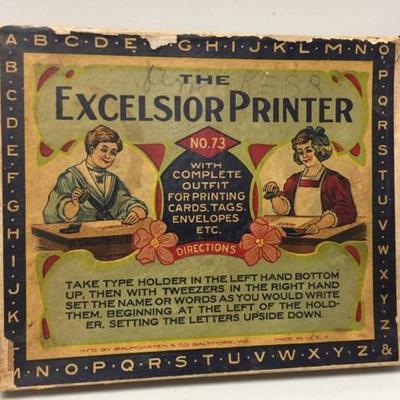 A·B·C·D·E· G·H·I·J·K·L·M·N·O
P·Q·R·S·T·U·V·W·X·Y·Z·&
B·C·D·E·F·G·H·I·J·K
THE
EXCELSIOR PRINTER
NO. 73
WITH
COMPLETE
OUTFIT
FOR PRINTING
CARDS, TAGS,
ENVELOPES
ETC.
DIRECTIONS
TAKE TYPE HOLDER IN THE LEFT HAND BOTTOM
UP, THEN WITH TWEEZERS IN THE RIGHT HAND
SET THE NAME OR WORDS AS YOU WOULD WRITE
THEM, BEGINNING AT THE LEFT OF THE HOLD-
ER, SETTING THE LETTERS UPSIDE DOWN.
M'F'D BY BAUMGARTEN & CO. BALTIMORE, MD. MADE IN U.S.A.
M·N·O·P·Q·R·S·T·U·V·W·X·Y·Z·&